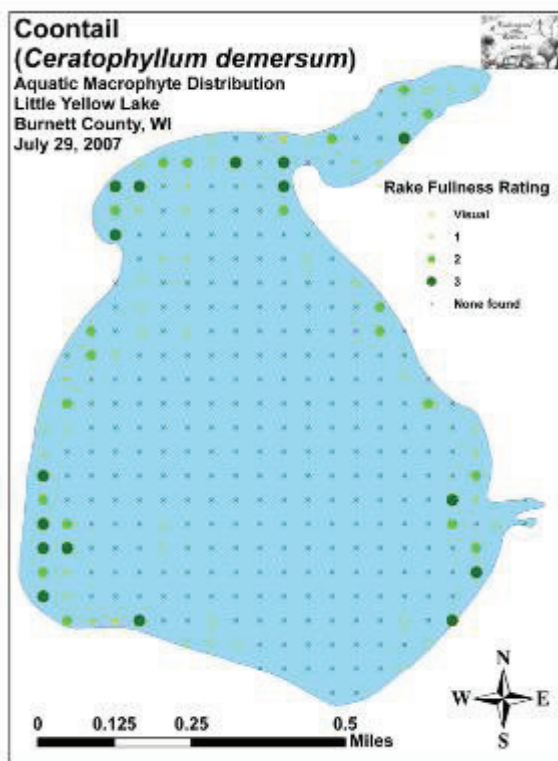 Coontail
(Ceratophyllum demersum)
Aquatic Macrophyte Distribution
Little Yellow Lake
Burnett County, WI
July 29, 2007
Rake Fullness Rating
Visual
1
2
3
None found
N
W E
S
0 0.125 0.25 0.5
Miles